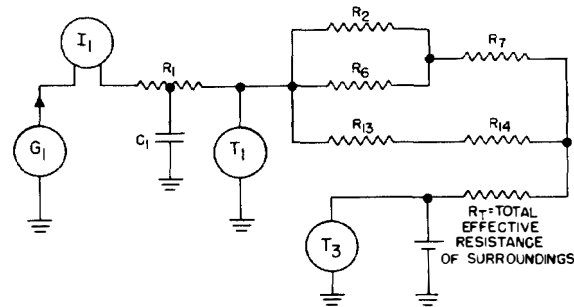 I1
R2
R1
R6
R7
G1
C1
T1
R13
R14
T3
RT=TOTAL
EFFECTIVE
RESISTANCE
OF SURROUNDINGS